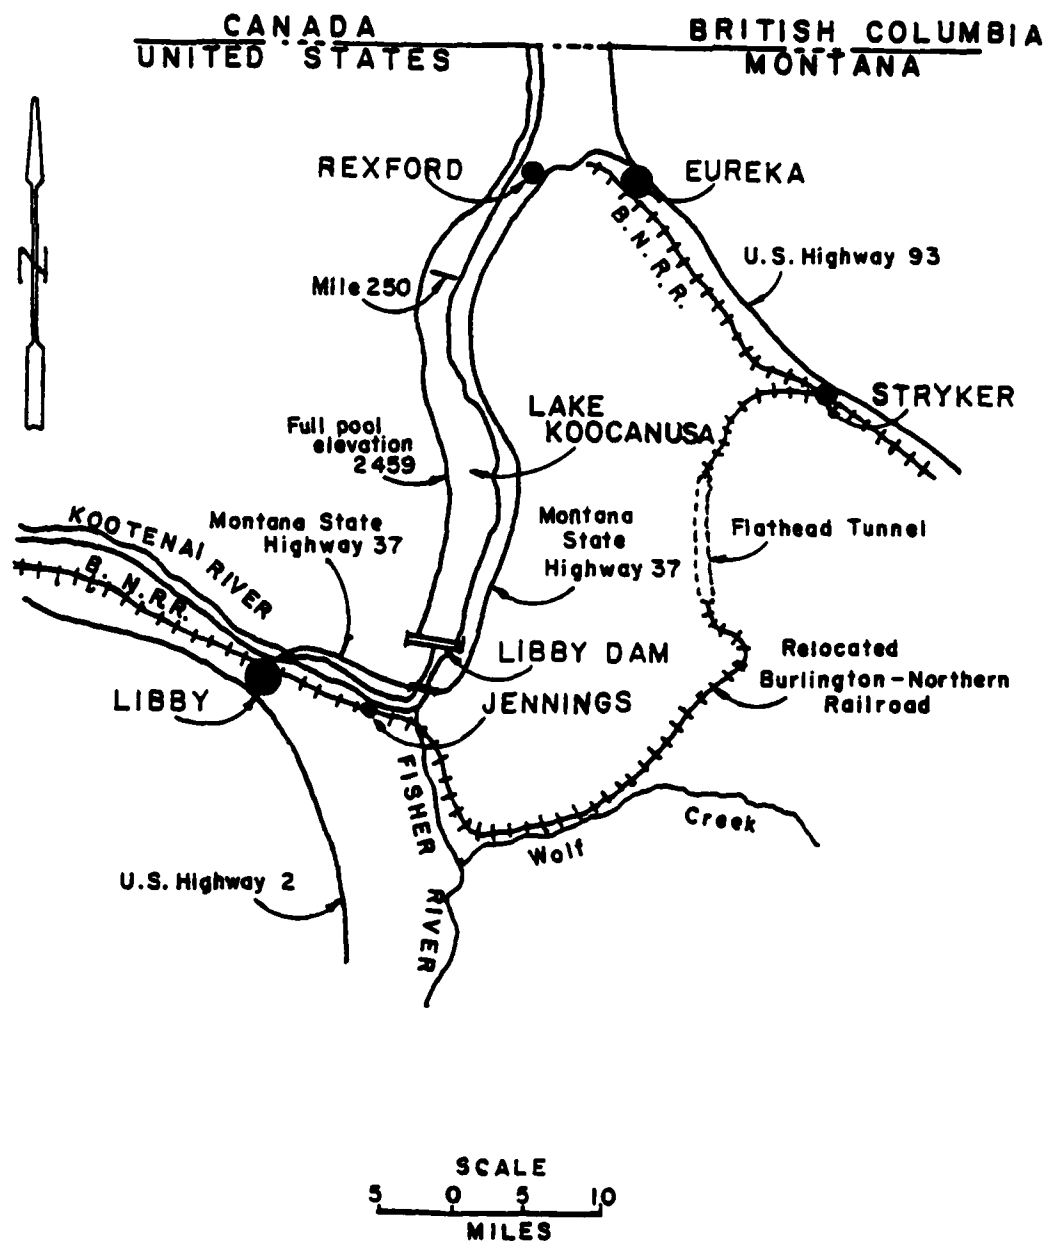 CANADA
UNITED STATES
BRITISH COLUMBIA
MONTANA
REXFORD
EUREKA
B.N.R.R.
U.S. Highway 93
N
Mile 250
STRYKER
LAKE
KOOCANUSA
Full pool
elevation
2459
KOOTENAI RIVER
Montana State
Highway 37
Montana
State
Highway 37
Flathead Tunnel
B. N.R.R.
LIBBY DAM
Relocated
Burlington-Northern
Railroad
LIBBY
JENNINGS
FISHER
RIVER
Wolf
Creek
U.S. Highway 2
SCALE
5 0 5 10
MILES